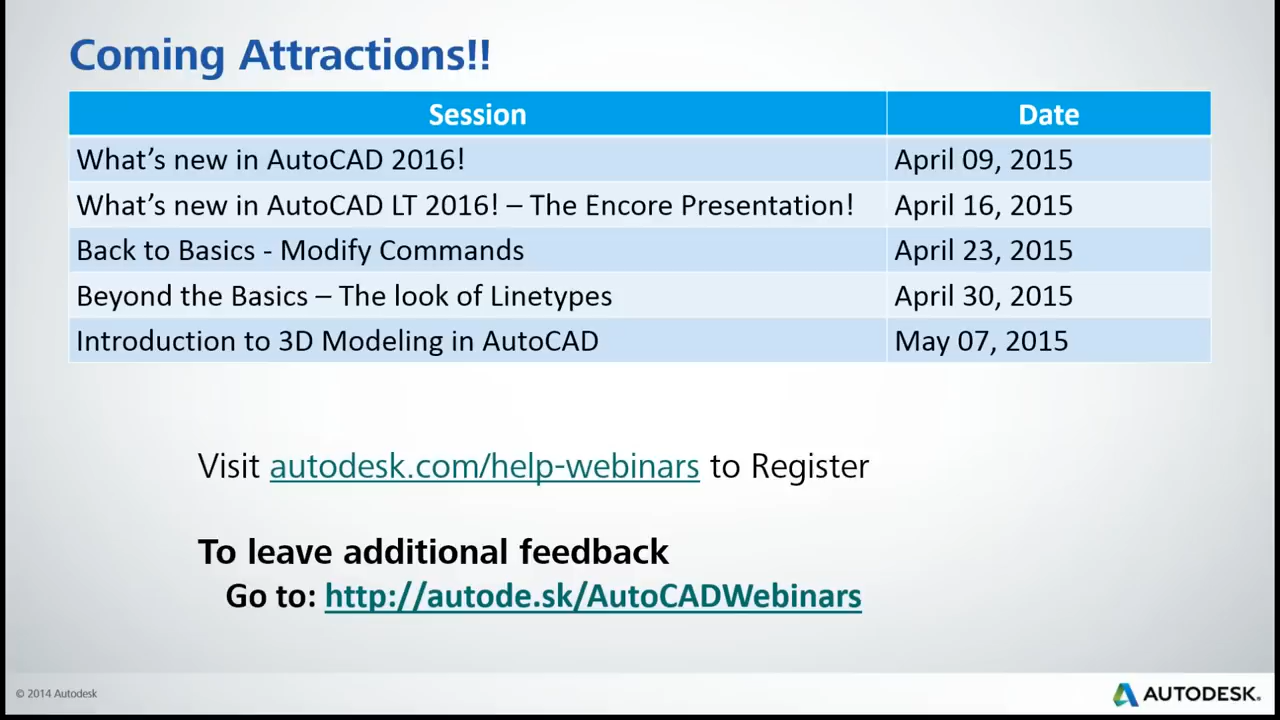 Coming Attractions!!
Session Date
What’s new in AutoCAD 2016! April 09, 2015
What’s new in AutoCAD LT 2016! – The Encore Presentation! April 16, 2015
Back to Basics - Modify Commands April 23, 2015
Beyond the Basics – The look of Linetypes April 30, 2015
Introduction to 3D Modeling in AutoCAD May 07, 2015
Visit autodesk.com/help-webinars to Register
To leave additional feedback
Go to: http://autode.sk/AutoCADWebinars
© 2014 Autodesk AUTODESK.